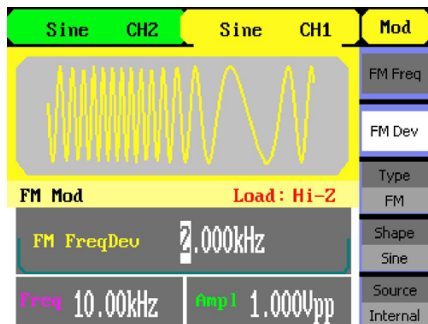 Sine CH2 Sine CH1 Mod
FM Freq
FM Dev
Type
FM
FM Mod Load: Hi-Z
FM FreqDev 2.000kHz
Shape
Sine
Freq 10.00kHz Ampl 1.000Vpp
Source
Internal